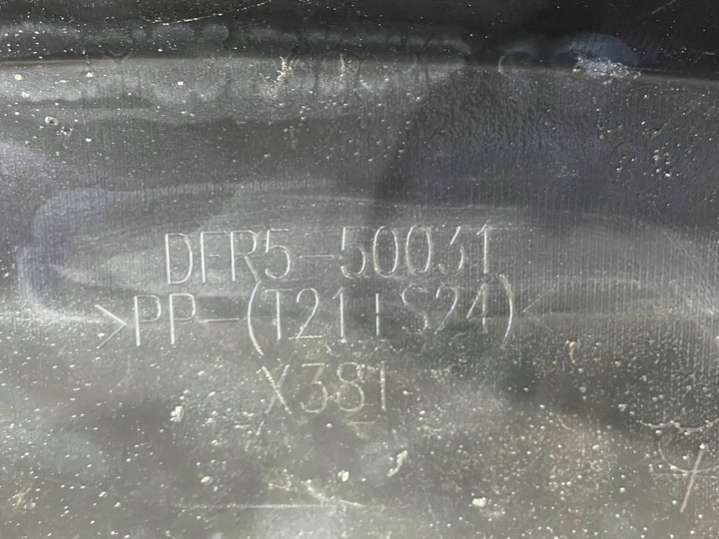 DFR5-50031
>PP-(T21+S24)<
X381